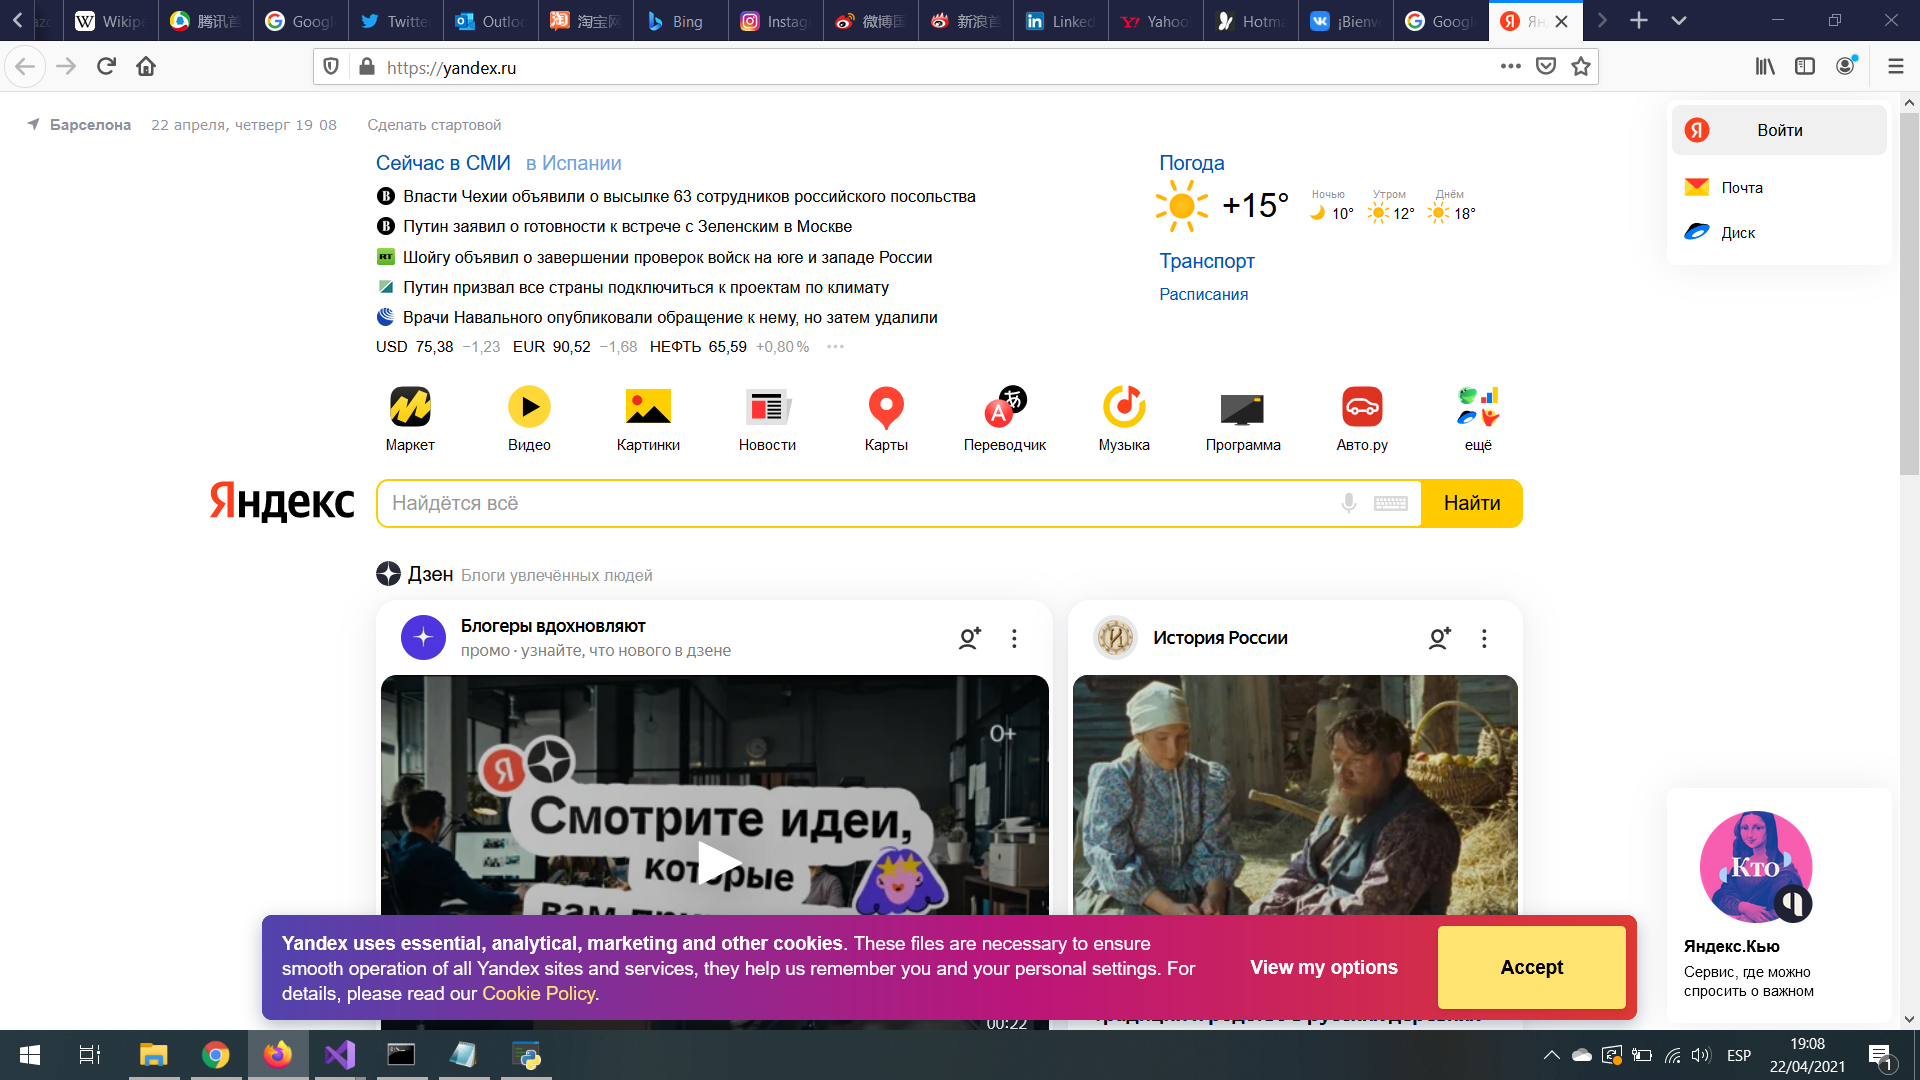 azo
Wikipe
腾讯首
Googl
Twitte
Outlo
淘宝网
Bing
Instag
微博国
新浪首
Linked
Yahoo
Hotma
¡Bienv
Googl
Ян
https://yandex.ru
Барселона 22 апреля, четверг 19 08 Сделать стартовой
Войти
Почта
Диск
Сейчас в СМИ в Испании
Власти Чехии объявили о высылке 63 сотрудников российского посольства
Путин заявил о готовности к встрече с Зеленским в Москве
Шойгу объявил о завершении проверок войск на юге и западе России
Путин призвал все страны подключиться к проектам по климату
Врачи Навального опубликовали обращение к нему, но затем удалили
USD 75,38 −1,23 EUR 90,52 −1,68 НЕФТЬ 65,59 +0,80 %
Погода
+15°
Ночью 10°
Утром 12°
Днём 18°
Транспорт
Расписания
Маркет
Видео
Картинки
Новости
Карты
Переводчик
Музыка
Программа
Авто.ру
ещё
Яндекс
Найдётся всё
Найти
Дзен Блоги увлечённых людей
Блогеры вдохновляют
промо · узнайте, что нового в дзене
0+
Смотрите идеи,
которые
00:22
История России
Кто
Яндекс.Кью
Сервис, где можно
спросить о важном
Yandex uses essential, analytical, marketing and other cookies. These files are necessary to ensure
smooth operation of all Yandex sites and services, they help us remember you and your personal settings. For
details, please read our Cookie Policy.
View my options
Accept
ESP
19:08
22/04/2021
1